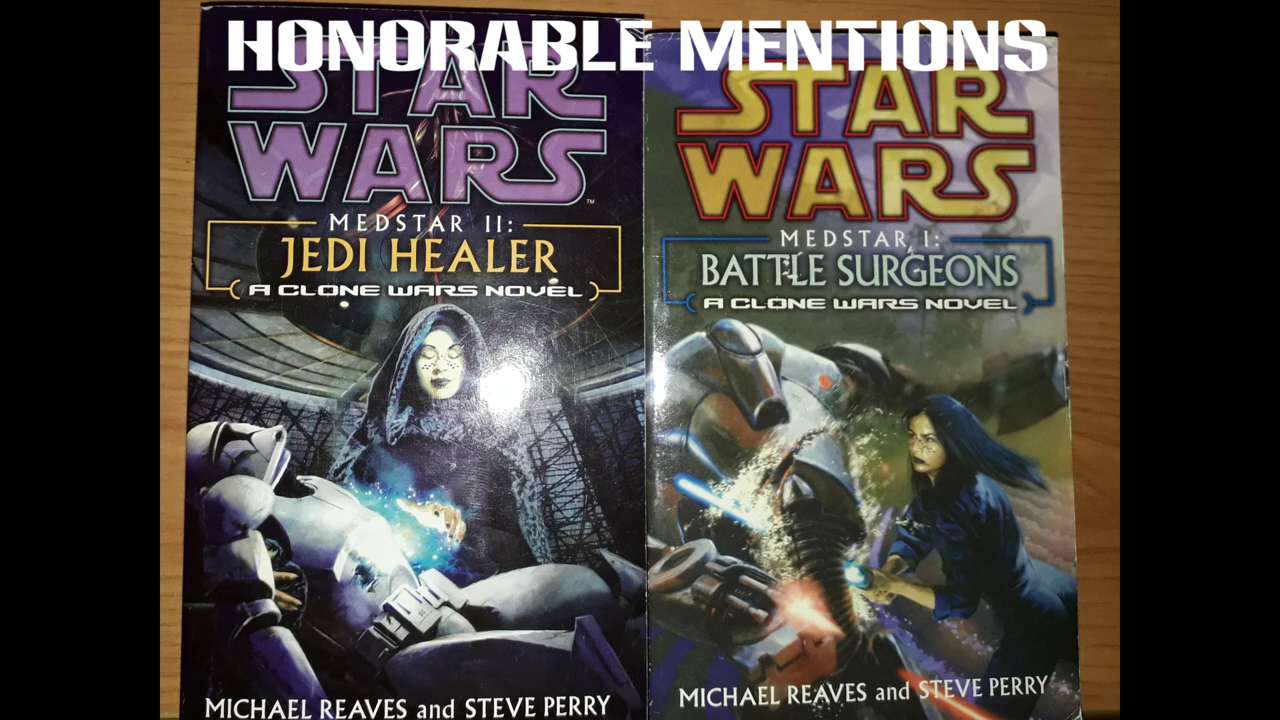 HONORABLE MENTIONS
STAR
WARS
™
MEDSTAR II:
JEDI HEALER
A CLONE WARS NOVEL
MICHAEL REAVES and STEVE PERRY
STAR
WARS
MEDSTAR I:
BATTLE SURGEONS
A CLONE WARS NOVEL
MICHAEL REAVES and STEVE PERRY